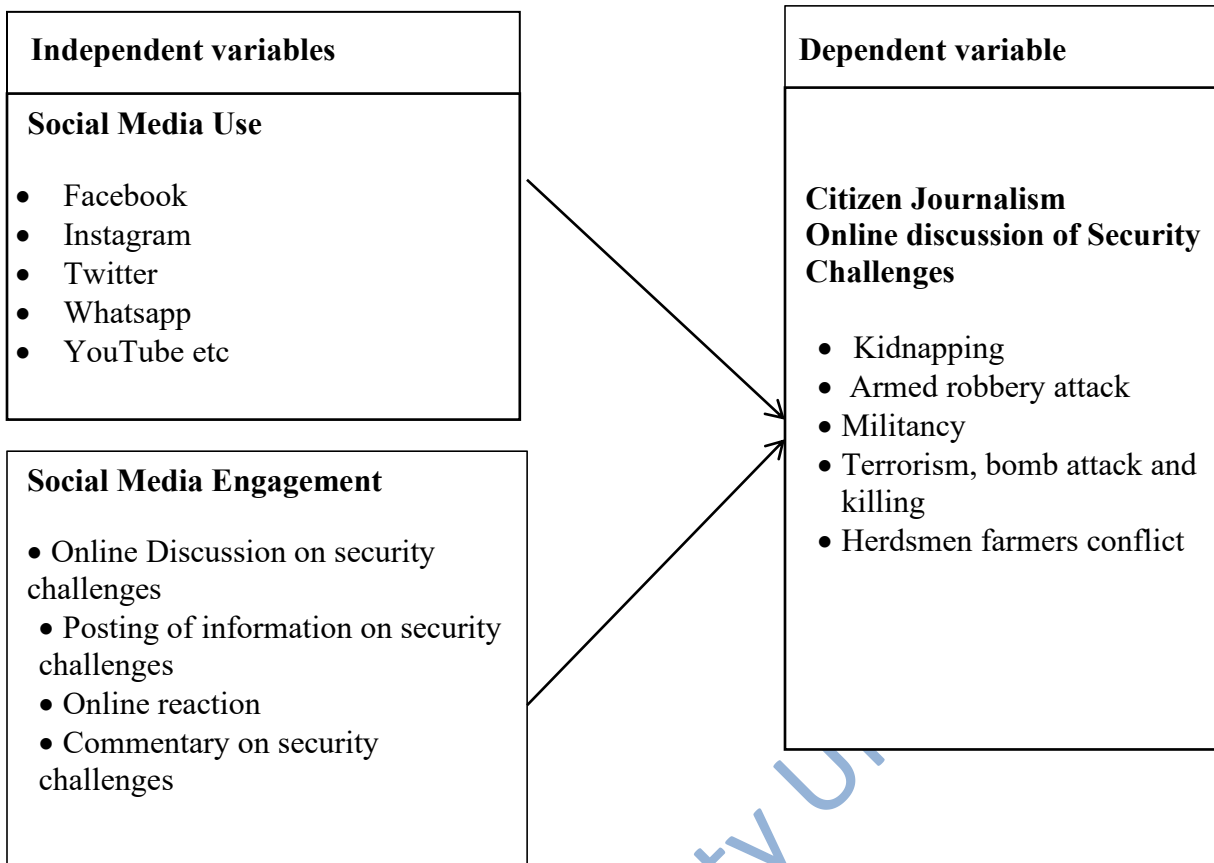 Independent variables
Social Media Use
• Facebook
• Instagram
• Twitter
• Whatsapp
• YouTube etc
Social Media Engagement
• Online Discussion on security
challenges
• Posting of information on security
challenges
• Online reaction
• Commentary on security
challenges
Dependent variable
Citizen Journalism
Online discussion of Security
Challenges
• Kidnapping
• Armed robbery attack
• Militancy
• Terrorism, bomb attack and
killing
• Herdsmen farmers conflict